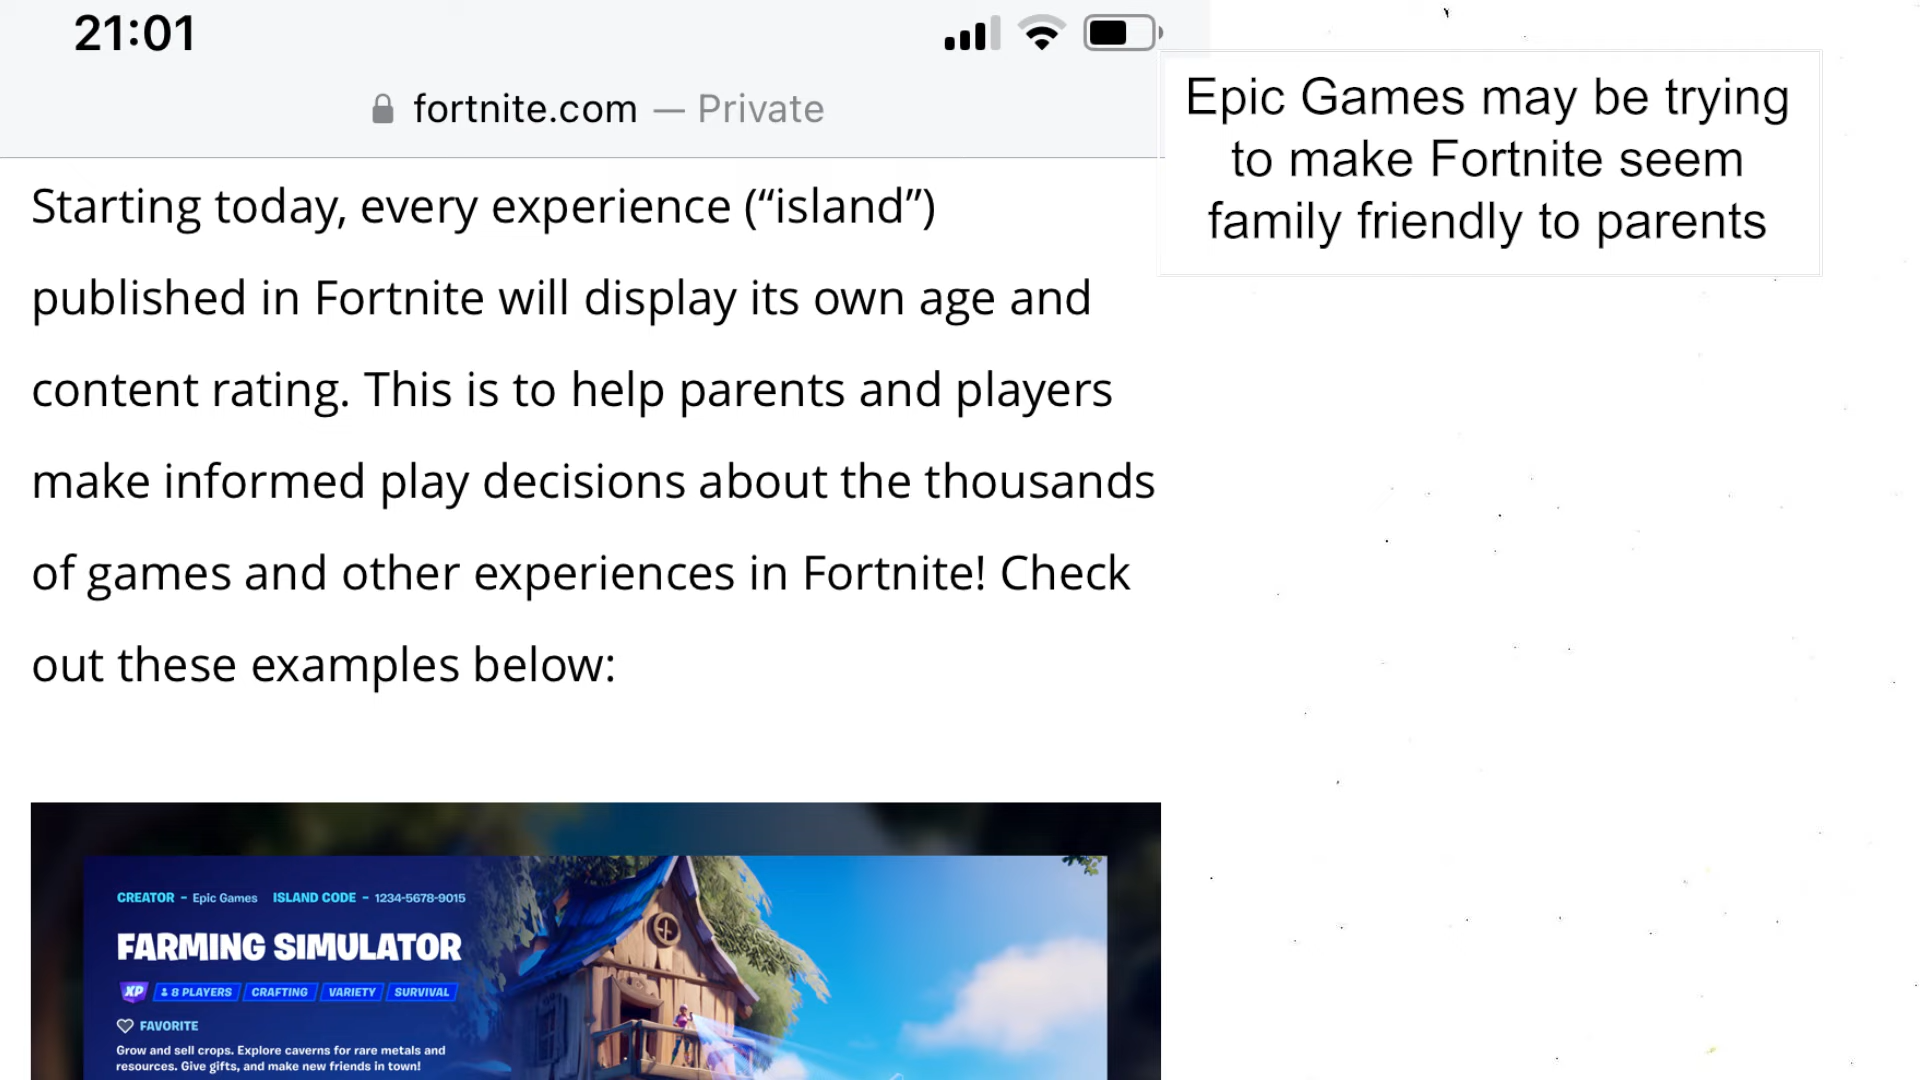 21:01
fortnite.com — Private
Epic Games may be trying
to make Fortnite seem
family friendly to parents
Starting today, every experience (“island”)
published in Fortnite will display its own age and
content rating. This is to help parents and players
make informed play decisions about the thousands
of games and other experiences in Fortnite! Check
out these examples below:
CREATOR - Epic Games ISLAND CODE - 1234-5678-9015
FARMING SIMULATOR
XP 8 PLAYERS CRAFTING VARIETY SURVIVAL
FAVORITE
Grow and sell crops. Explore caverns for rare metals and
resources. Give gifts, and make new friends in town!